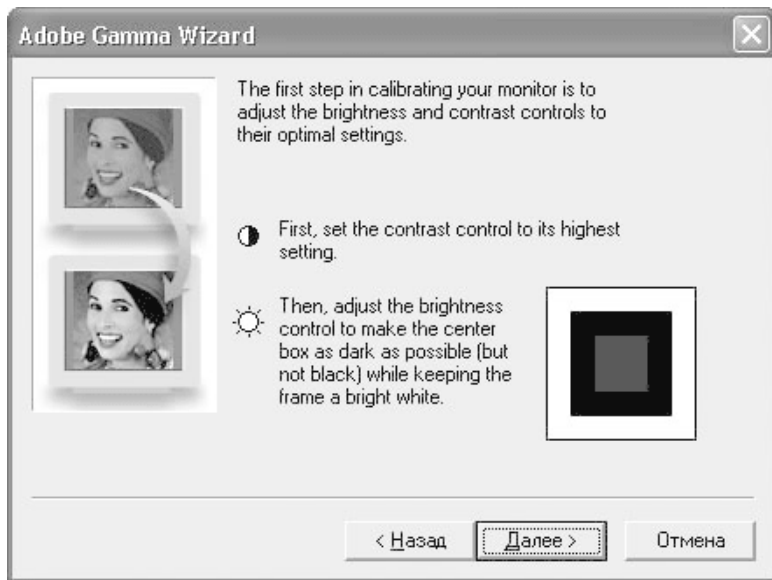 Adobe Gamma Wizard
The first step in calibrating your monitor is to
adjust the brightness and contrast controls to
their optimal settings.
First, set the contrast control to its highest
setting.
Then, adjust the brightness
control to make the center
box as dark as possible (but
not black) while keeping the
frame a bright white.
< Назад
Далее >
Отмена